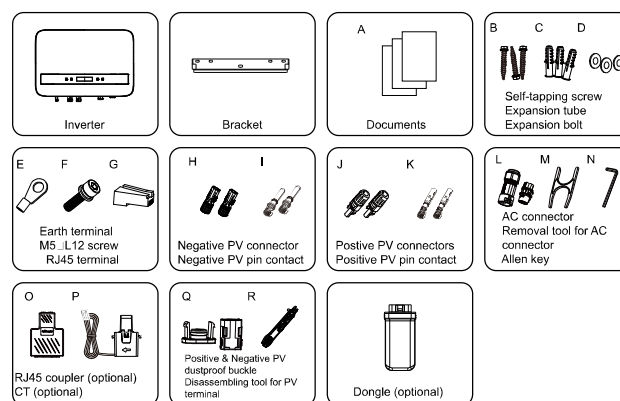 Inverter
Bracket
A
Documents
B C D
Self-tapping screw
Expansion tube
Expansion bolt
E F G
Earth terminal
M5 ⅃L12 screw
RJ45 terminal
H I
Negative PV connector
Negative PV pin contact
J K
Postive PV connectors
Positive PV pin contact
L M N
AC connector
Removal tool for AC
connector
Allen key
O P
RJ45 coupler (optional)
CT (optional)
Q R
Positive & Negative PV
dustproof buckle
Disassembling tool for PV
terminal
Dongle (optional)